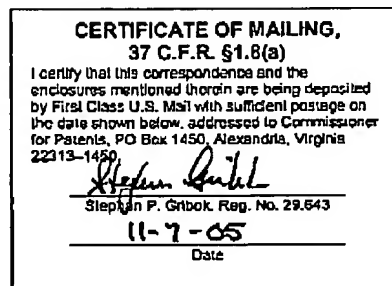 CERTIFICATE OF MAILING,
37 C.F.R. §1.8(a)
I certify that this correspondence and the
enclosures mentioned therein are being deposited
by First Class U.S. Mail with sufficient postage on
the date shown below, addressed to Commissioner
for Patents, PO Box 1450, Alexandria, Virginia
22313-1450.
Stephan P. Gribok, Reg. No. 29,643
11-7-05
Date